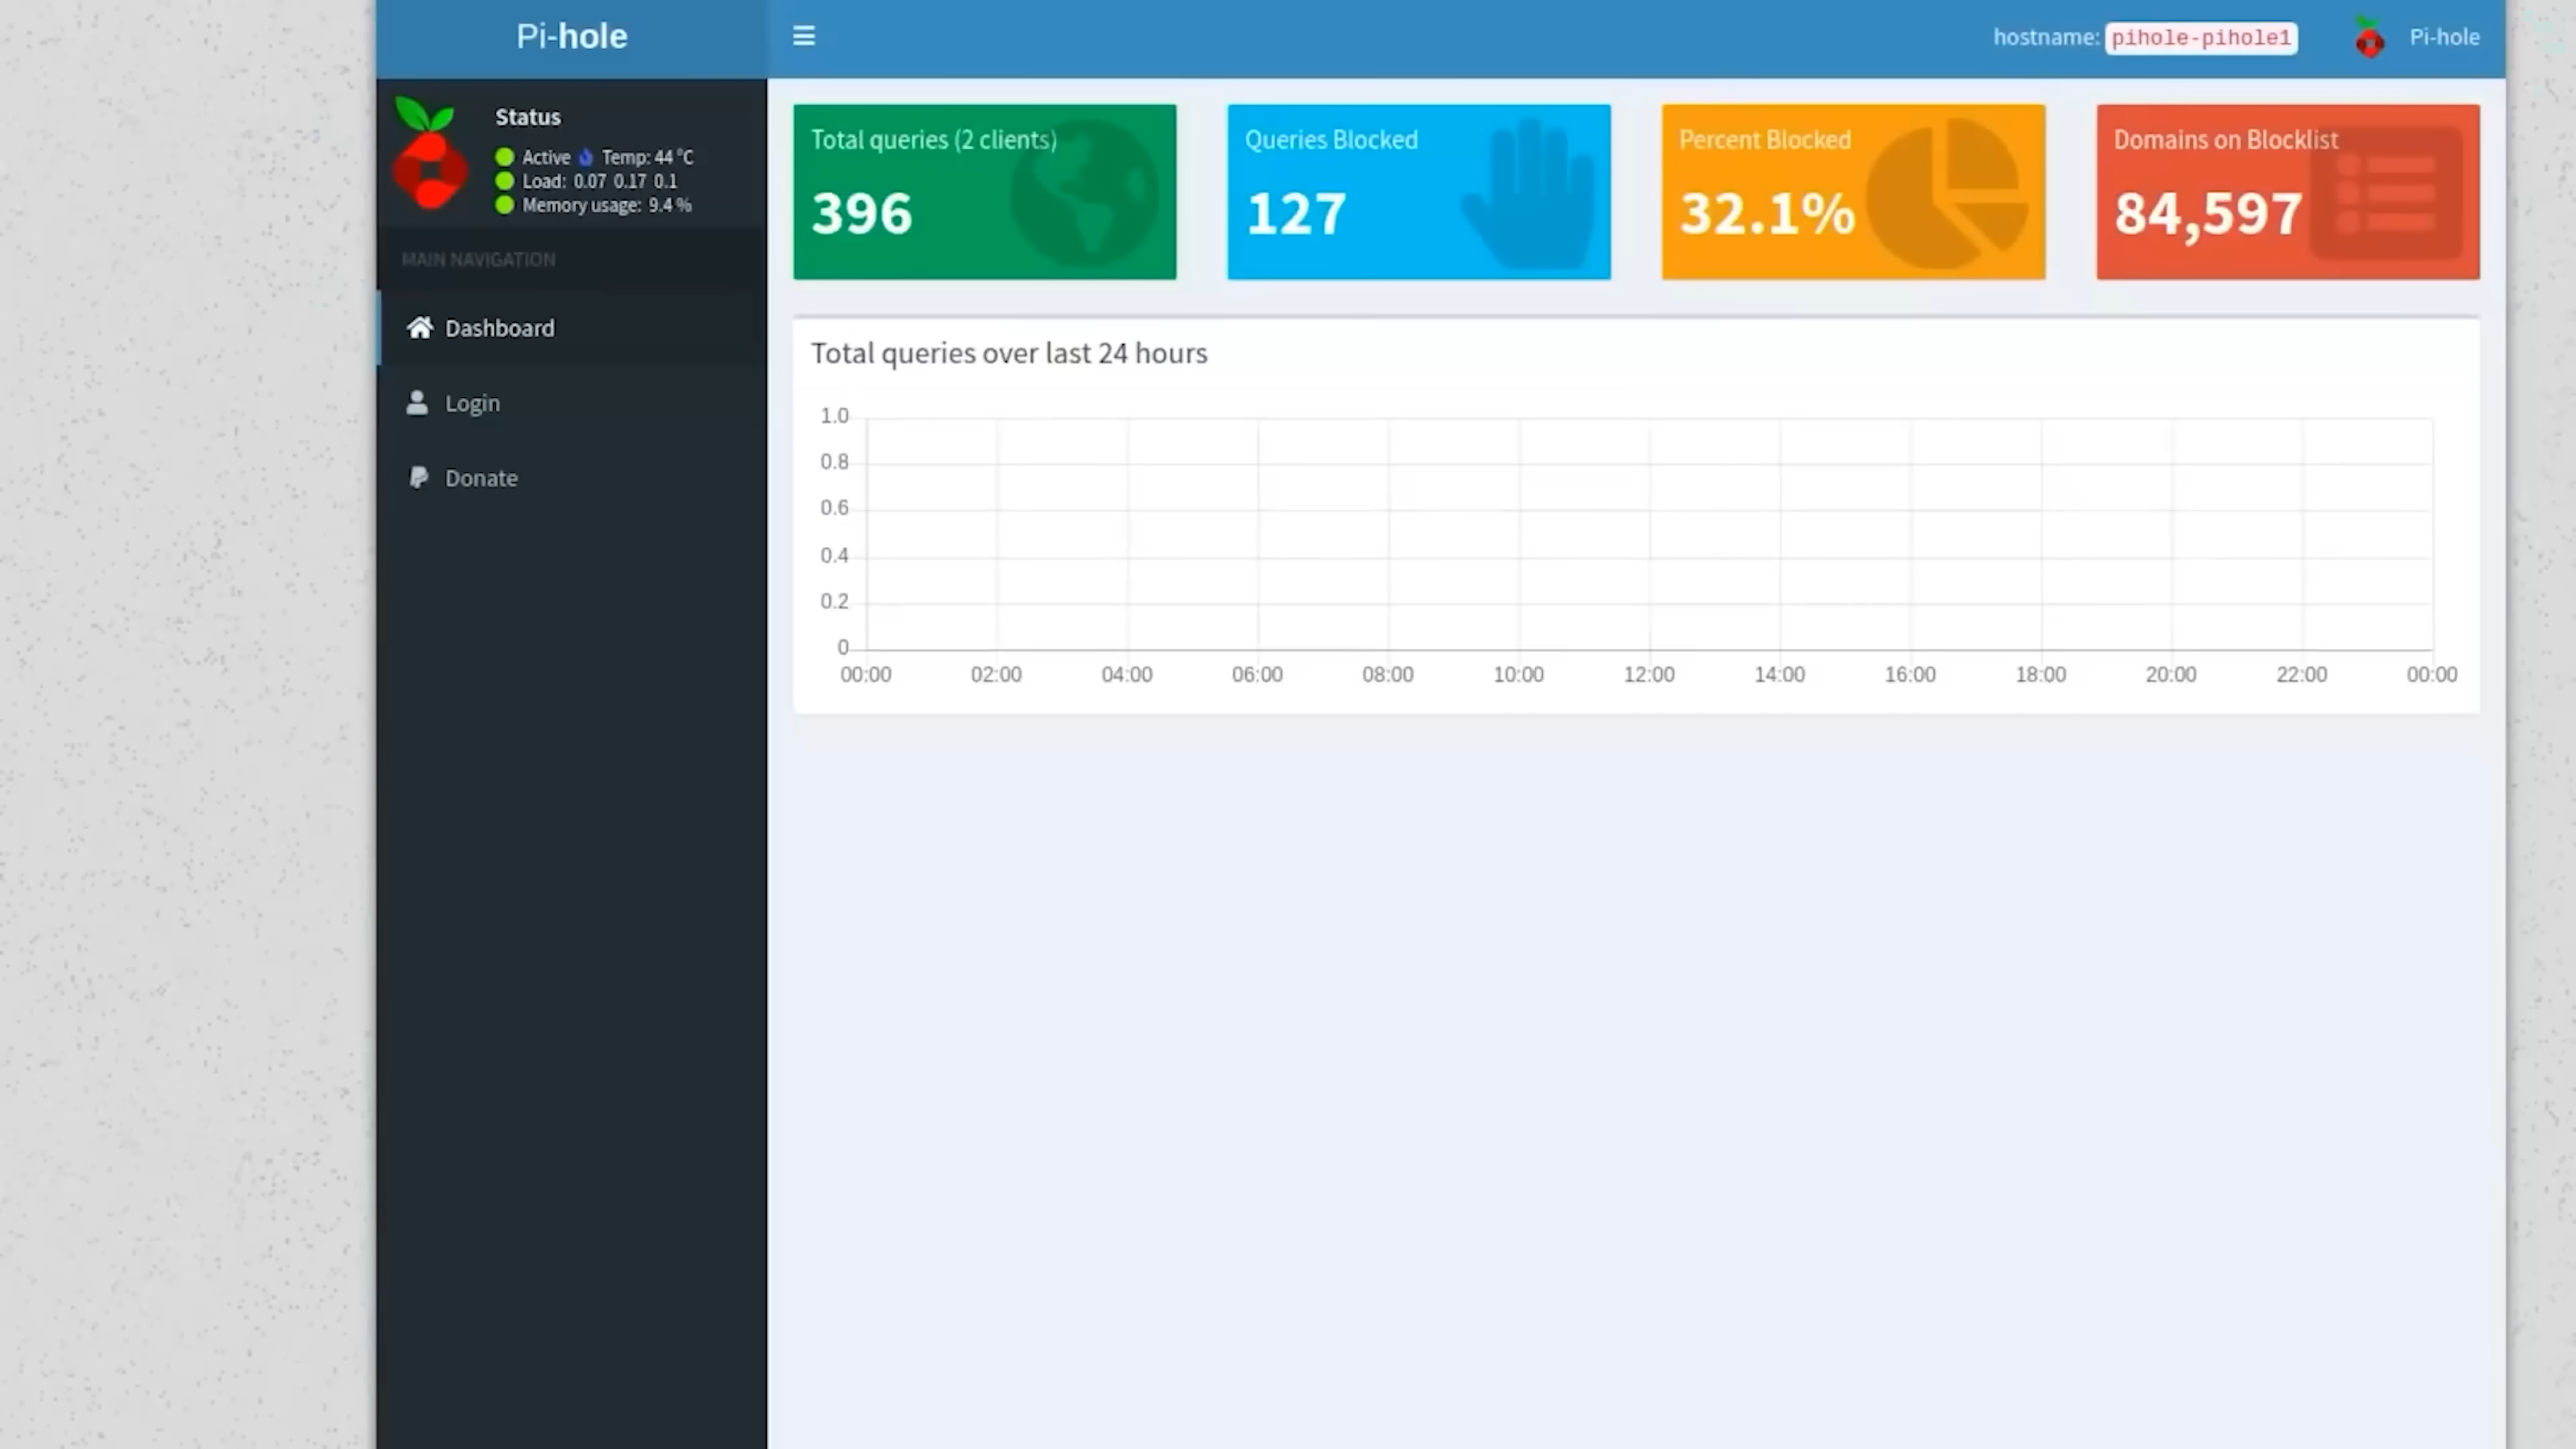 Pi-hole
hostname: pihole-pihole1
Pi-hole
Status
Active Temp: 44 °C
Load: 0.07 0.17 0.1
Memory usage: 9.4 %
MAIN NAVIGATION
Dashboard
Login
Donate
Total queries (2 clients)
396
Queries Blocked
127
Percent Blocked
32.1%
Domains on Blocklist
84,597
Total queries over last 24 hours
1.0
0.8
0.6
0.4
0.2
0
00:00 02:00 04:00 06:00 08:00 10:00 12:00 14:00 16:00 18:00 20:00 22:00 00:00